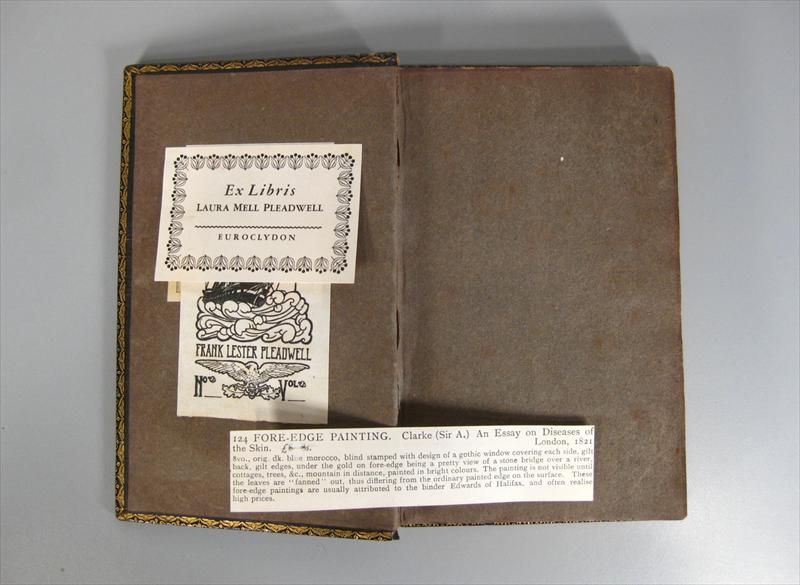 Ex Libris
LAURA MELL PLEADWELL
EUROCLYDON
FRANK LESTER PLEADWELL
No Vol
124 FORE-EDGE PAINTING. Clarke (Sir A.) An Essay on Diseases of
the Skin. London, 1821
8vo., orig. dk. blue morocco, blind stamped with design of a gothic window covering each side, gilt
back, gilt edges, under the gold on fore-edge being a pretty view of a stone bridge over a river,
cottages, trees, &c., mountain in distance, painted in bright colours. The painting is not visible until
the leaves are "fanned" out, thus differing from the ordinary painted edge on the surface. These
fore-edge paintings are usually attributed to the binder Edwards of Halifax, and often realise
high prices.